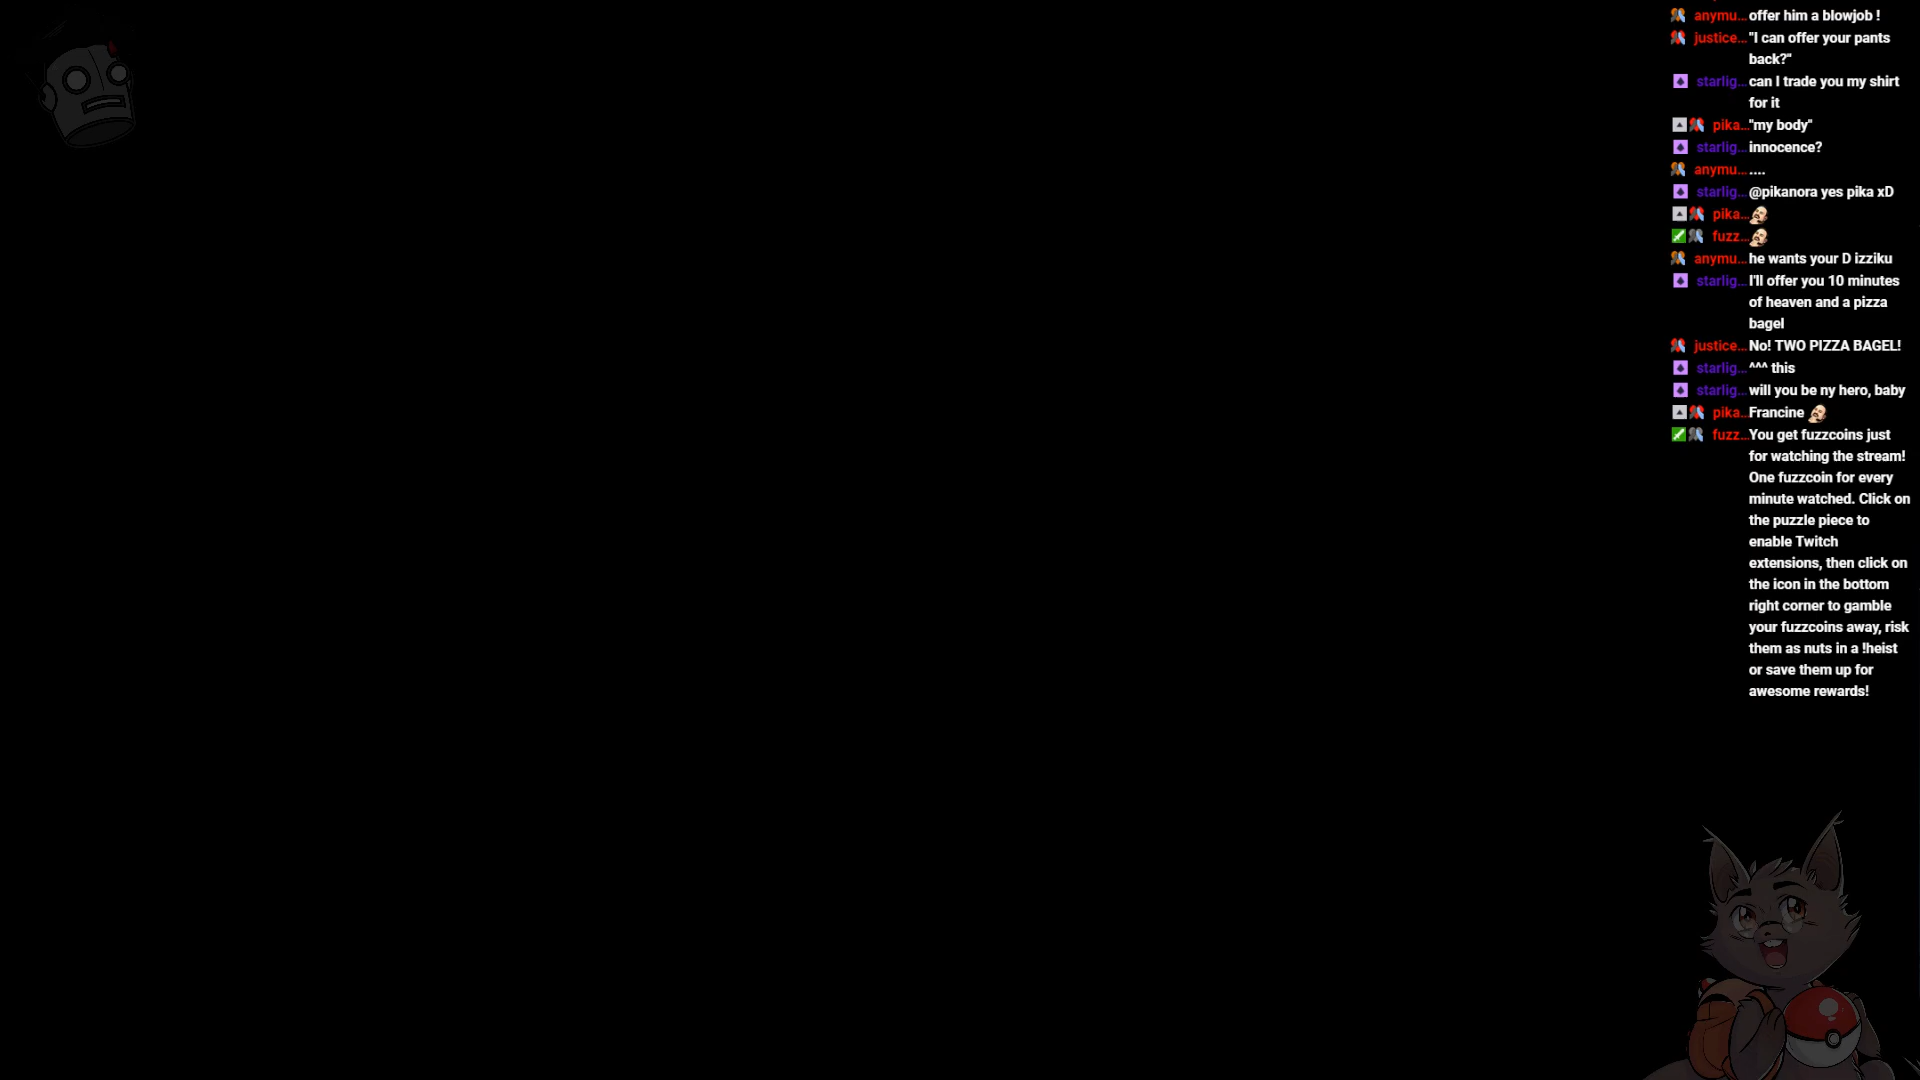 anymu... offer him a blowjob !
justice... "I can offer your pants
back?"
starlig... can I trade you my shirt
for it
pika... "my body"
starlig... innocence?
anymu... ....
starlig... @pikanora yes pika xD
pika...
fuzz...
anymu... he wants your D izziku
starlig... I'll offer you 10 minutes
of heaven and a pizza
bagel
justice... No! TWO PIZZA BAGEL!
starlig... ^^^ this
starlig... will you be ny hero, baby
pika... Francine
fuzz... You get fuzzcoins just
for watching the stream!
One fuzzcoin for every
minute watched. Click on
the puzzle piece to
enable Twitch
extensions, then click on
the icon in the bottom
right corner to gamble
your fuzzcoins away, risk
them as nuts in a !heist
or save them up for
awesome rewards!